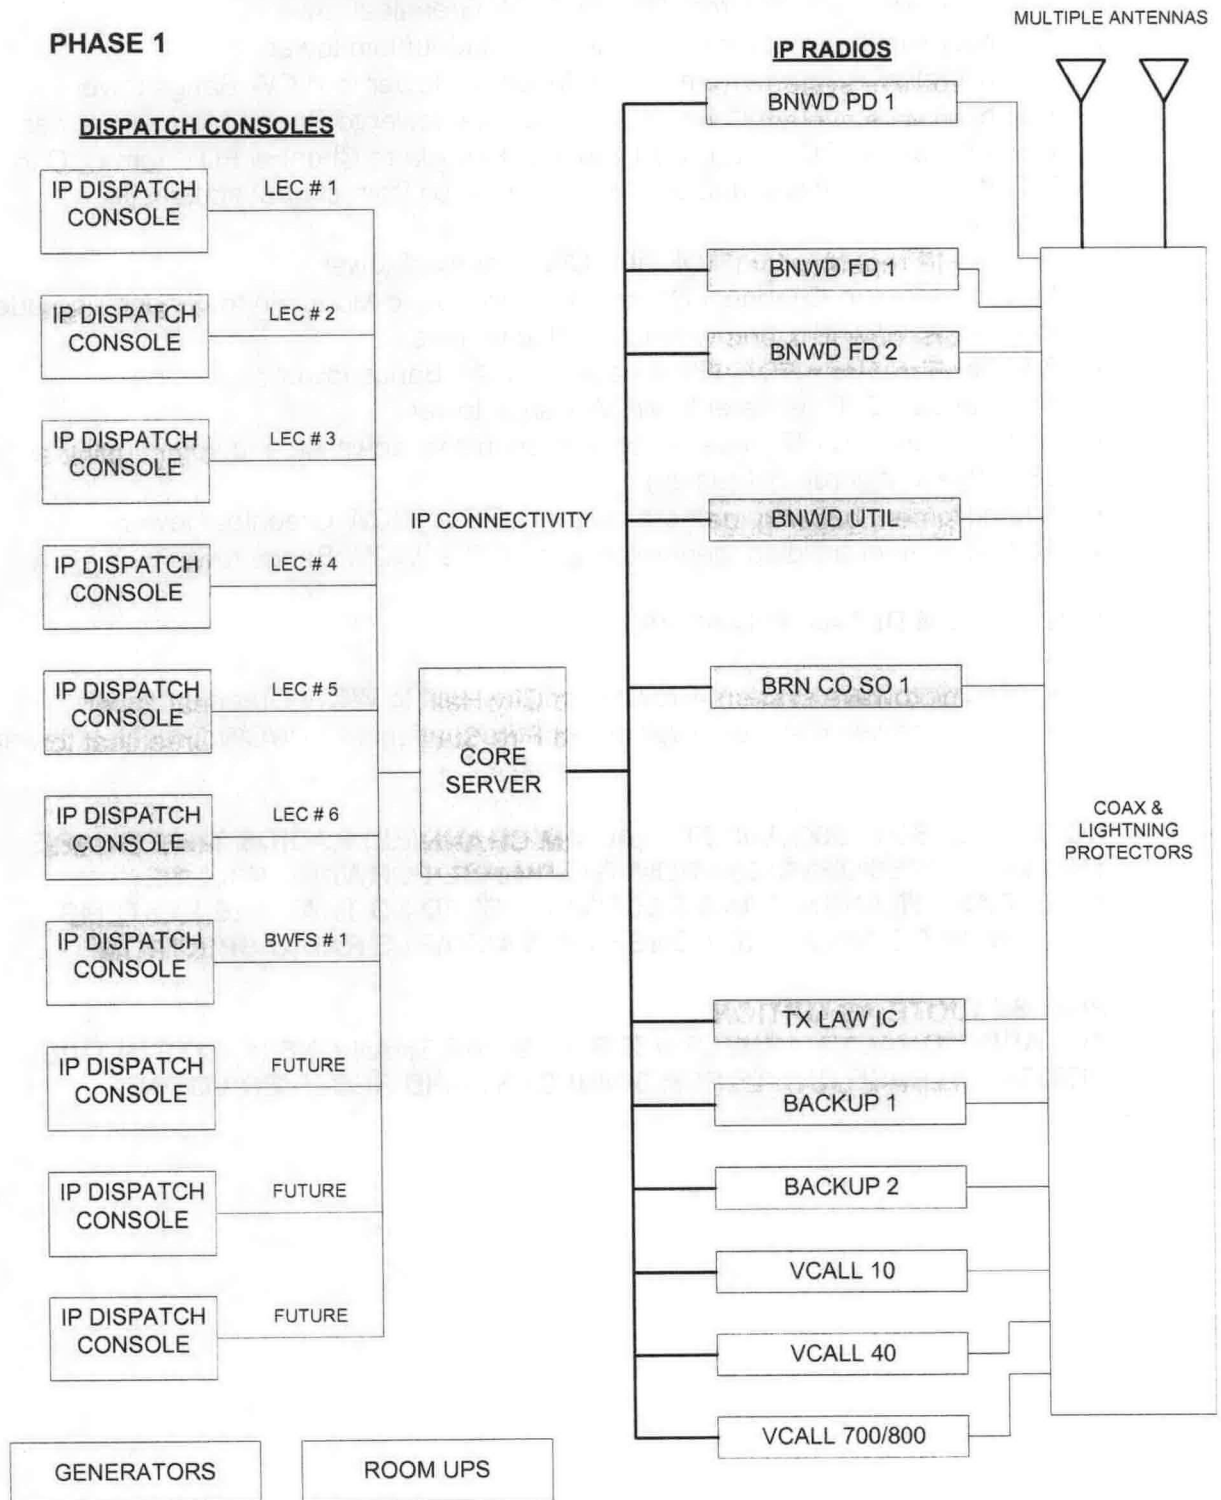 PHASE 1
DISPATCH CONSOLES
IP DISPATCH
CONSOLE
LEC # 1
IP DISPATCH
CONSOLE
LEC # 2
IP DISPATCH
CONSOLE
LEC # 3
IP DISPATCH
CONSOLE
LEC # 4
IP DISPATCH
CONSOLE
LEC # 5
IP DISPATCH
CONSOLE
LEC # 6
IP DISPATCH
CONSOLE
BWFS # 1
IP DISPATCH
CONSOLE
FUTURE
IP DISPATCH
CONSOLE
FUTURE
IP DISPATCH
CONSOLE
FUTURE
GENERATORS
ROOM UPS
IP CONNECTIVITY
CORE
SERVER
IP RADIOS
BNWD PD 1
BNWD FD 1
BNWD FD 2
BNWD UTIL
BRN CO SO 1
TX LAW IC
BACKUP 1
BACKUP 2
VCALL 10
VCALL 40
VCALL 700/800
MULTIPLE ANTENNAS
COAX &
LIGHTNING
PROTECTORS